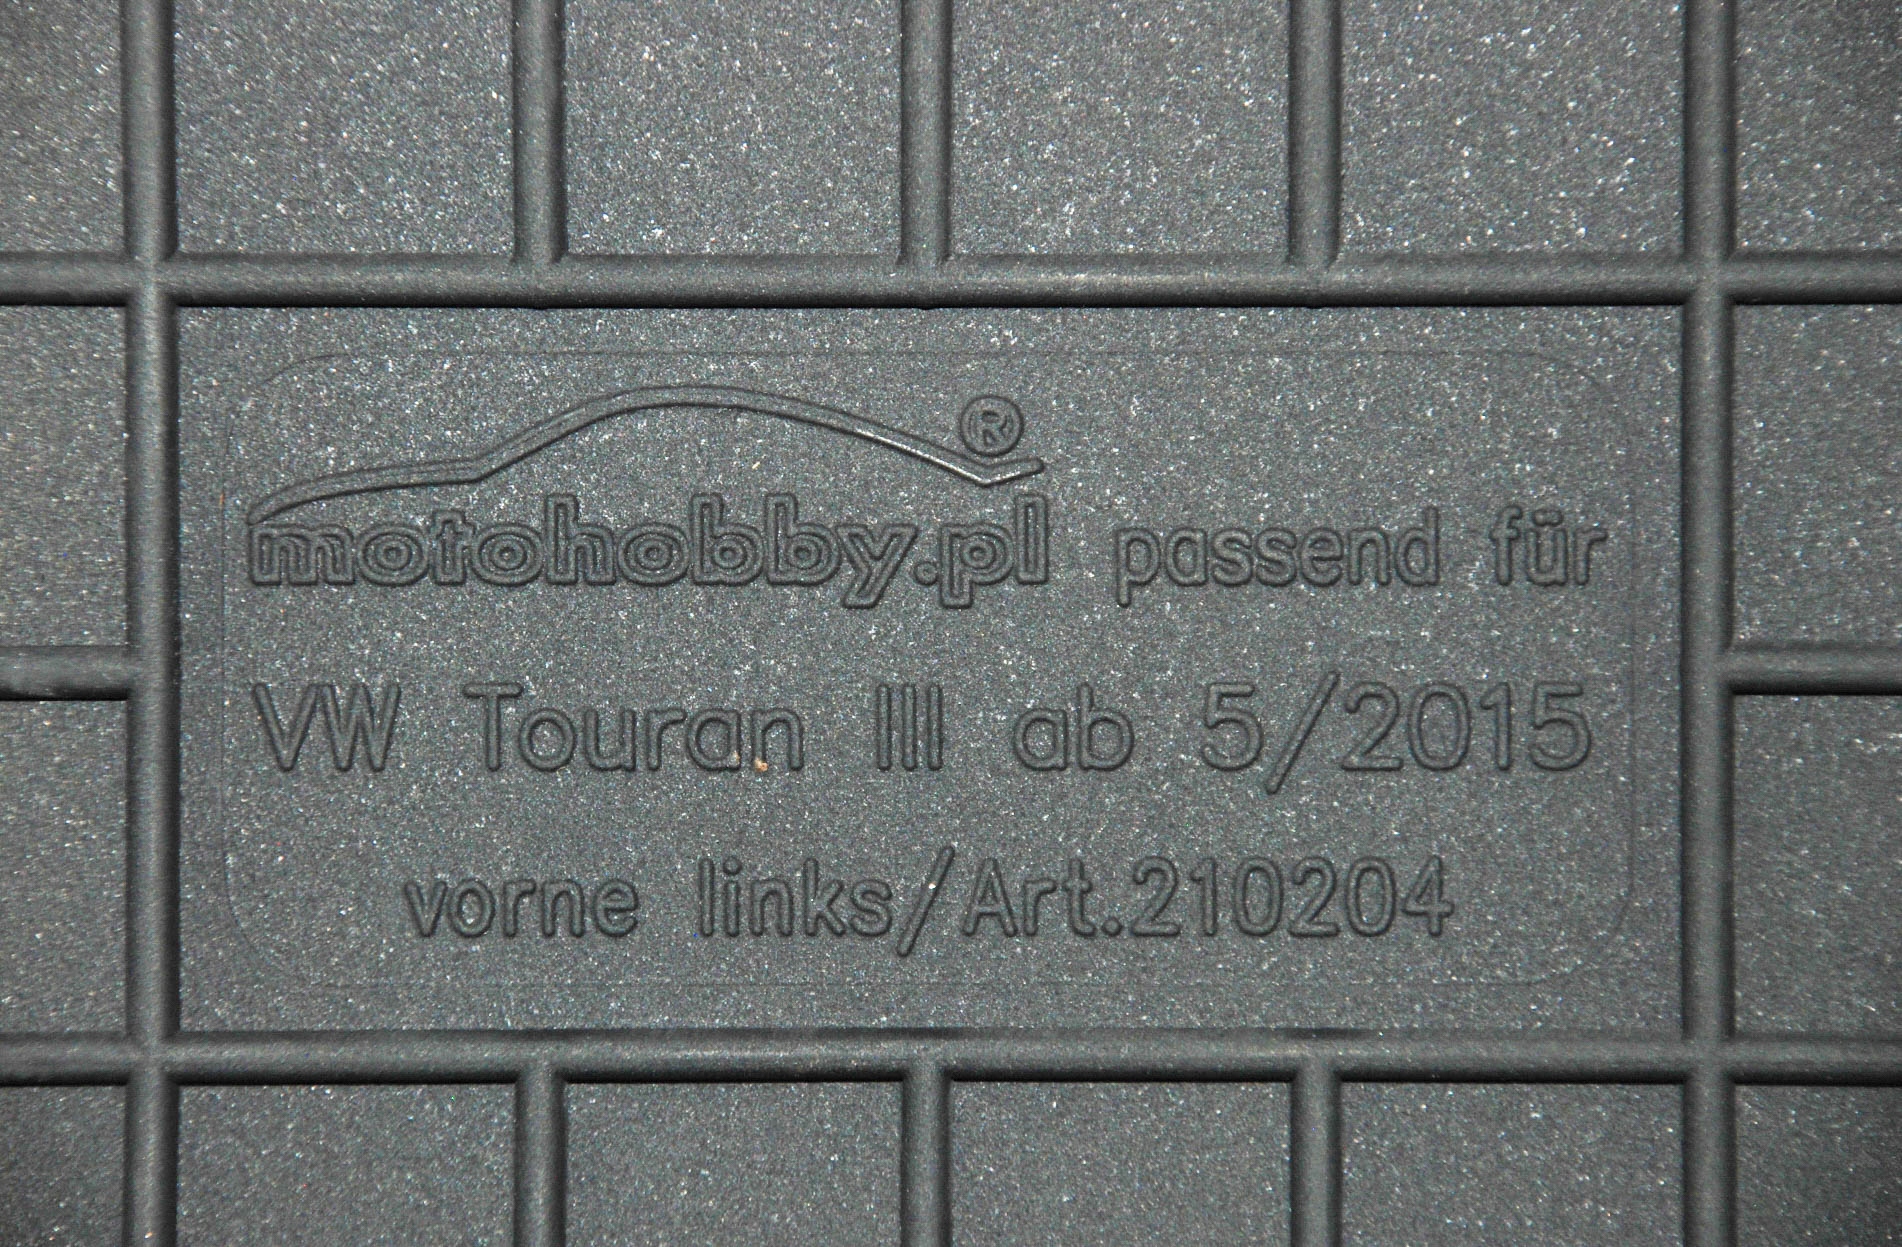 motohobby.pl® passend für
VW Touran III ab 5/2015
vorne links/Art.210204